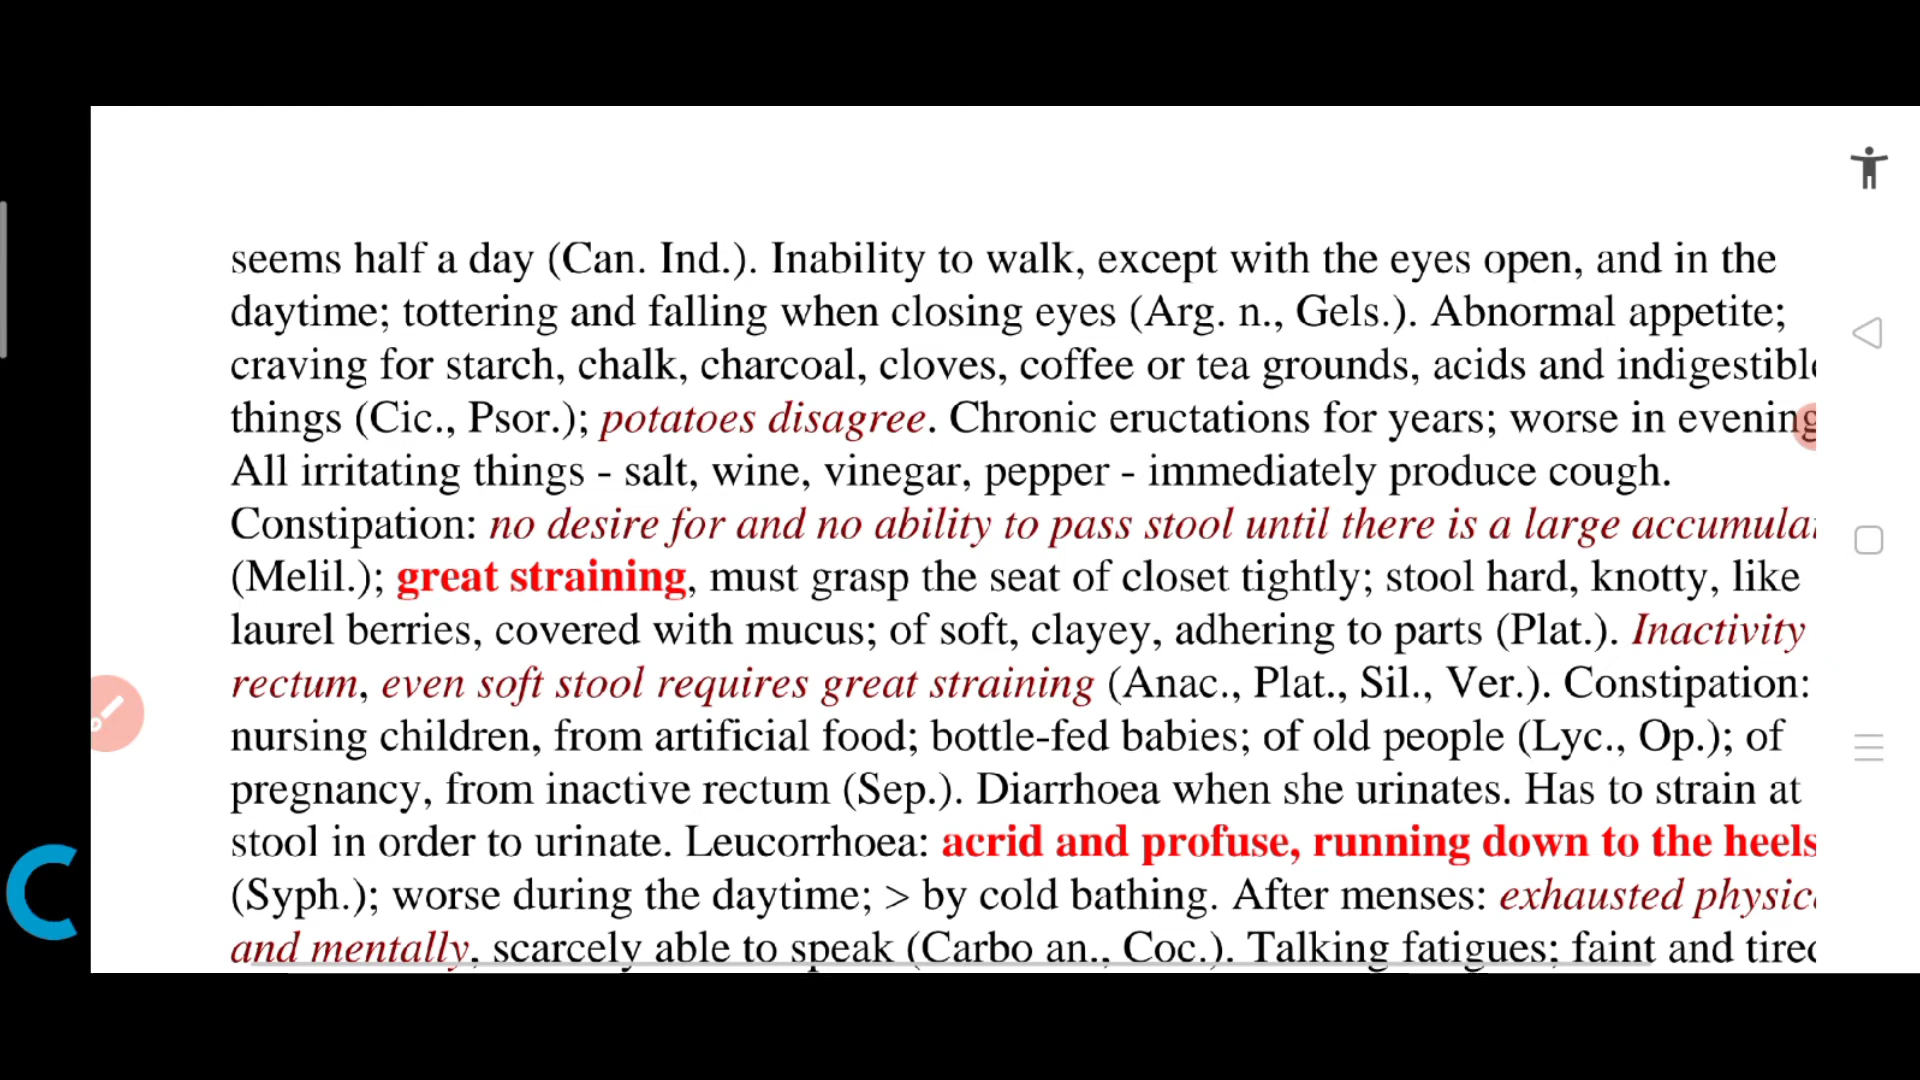 seems half a day (Can. Ind.). Inability to walk, except with the eyes open, and in the
daytime; tottering and falling when closing eyes (Arg. n., Gels.). Abnormal appetite;
craving for starch, chalk, charcoal, cloves, coffee or tea grounds, acids and indigestible
things (Cic., Psor.); potatoes disagree. Chronic eructations for years; worse in evening
All irritating things - salt, wine, vinegar, pepper - immediately produce cough.
Constipation: no desire for and no ability to pass stool until there is a large
(Melil.); great straining, must grasp the seat of closet tightly; stool hard, knotty, like
laurel berries, covered with mucus; of soft, clayey, adhering to parts (Plat.). Inactivity
rectum, even soft stool requires great straining (Anac., Plat., Sil., Ver.). Constipation:
nursing children, from artificial food; bottle-fed babies; of old people (Lyc., Op.); of
pregnancy, from inactive rectum (Sep.). Diarrhoea when she urinates. Has to strain at
stool in order to urinate. Leucorrhoea: acrid and profuse, running down to the heels
(Syph.); worse during the daytime; > by cold bathing. After menses: exhausted
and mentally, scarcely able to speak (Carbo an., Coc.). Talking fatigues; faint and